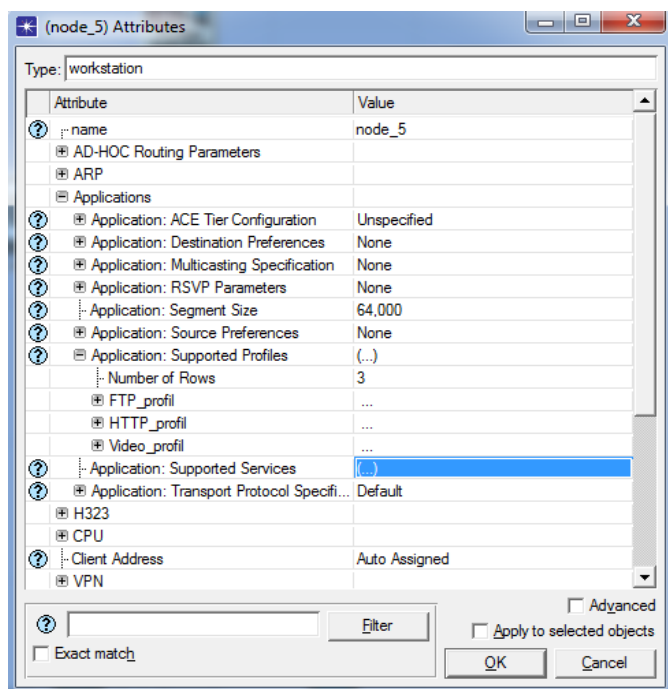 (node_5) Attributes
Type: workstation
Attribute Value
name node_5
AD-HOC Routing Parameters
ARP
Applications
Application: ACE Tier Configuration Unspecified
Application: Destination Preferences None
Application: Multicasting Specification None
Application: RSVP Parameters None
Application: Segment Size 64,000
Application: Source Preferences None
Application: Supported Profiles (...)
Number of Rows 3
FTP_profil ...
HTTP_profil ...
Video_profil ...
Application: Supported Services (...)
Application: Transport Protocol Specifi... Default
H323
CPU
Client Address Auto Assigned
VPN
Advanced
Filter
Apply to selected objects
Exact match
OK Cancel